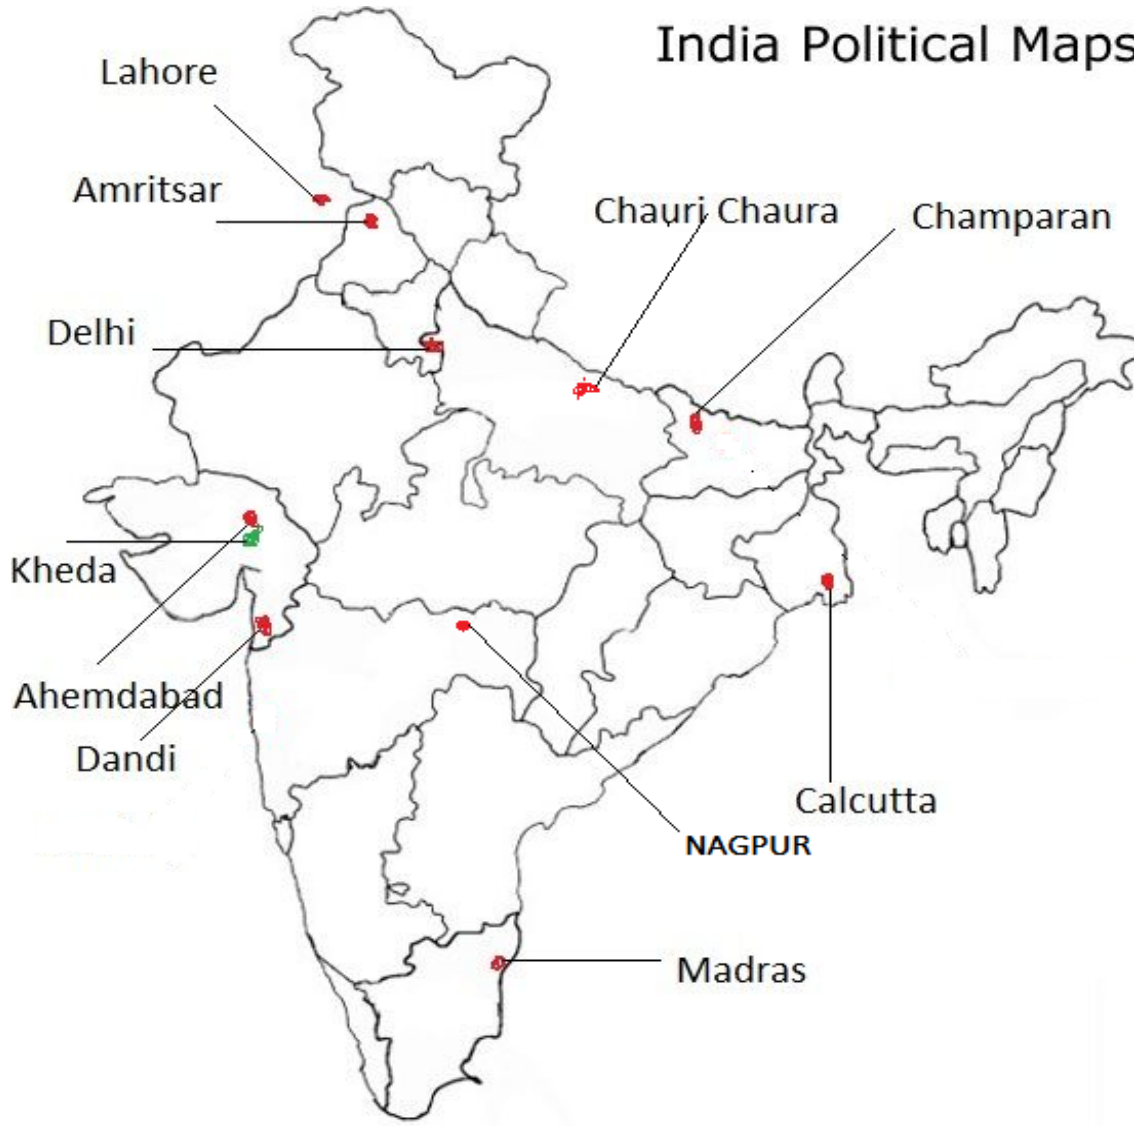 India Political Maps
Lahore
Amritsar
Chauri Chaura
Champaran
Delhi
Kheda
Ahemdabad
Dandi
Calcutta
NAGPUR
Madras